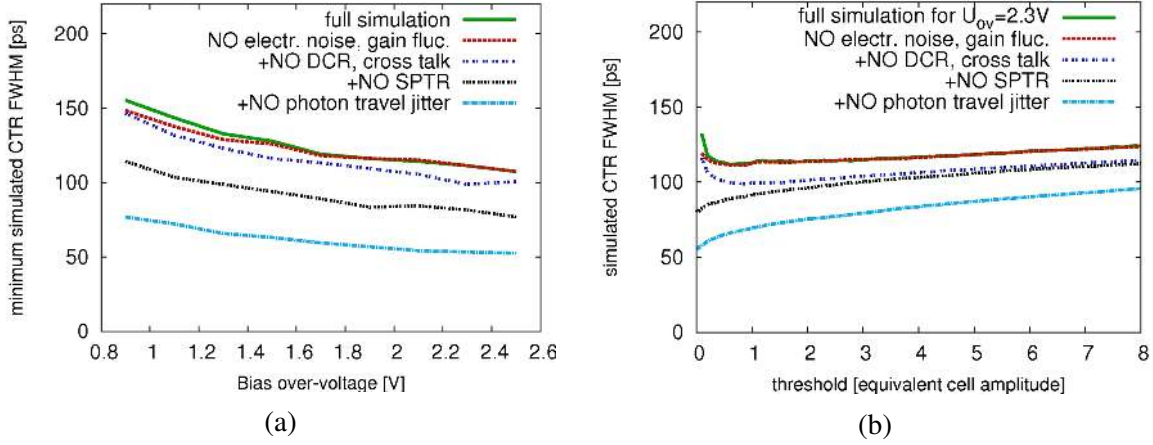 minimum simulated CTR FWHM [ps]
200
150
100
50
0
full simulation
NO electr. noise, gain fluc.
+NO DCR, cross talk
+NO SPTR
+NO photon travel jitter
0.8 1 1.2 1.4 1.6 1.8 2 2.2 2.4 2.6
Bias over-voltage [V]
(a)
simulated CTR FWHM [ps]
200
150
100
50
0
full simulation for U_ov=2.3V
NO electr. noise, gain fluc.
+NO DCR, cross talk
+NO SPTR
+NO photon travel jitter
0 1 2 3 4 5 6 7 8
threshold [equivalent cell amplitude]
(b)